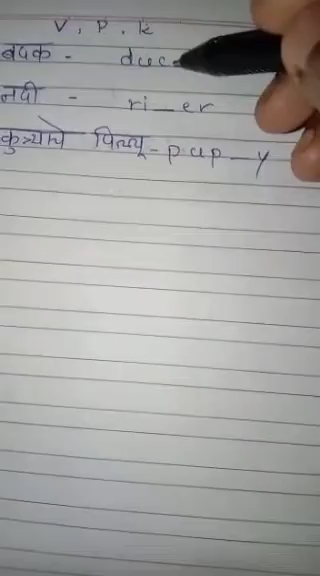 V, P, k
बदक - duc
नदी - ri_er
कुत्र्याचे पिल्लू - pup_y